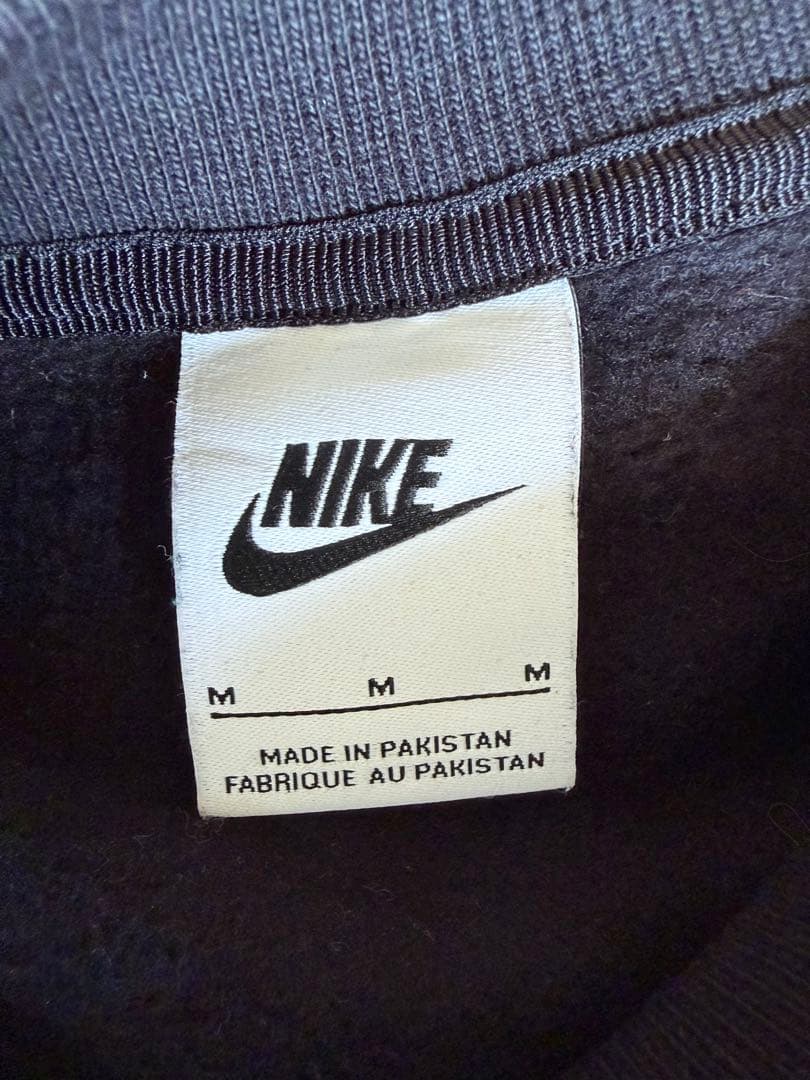 NIKE
M M M
MADE IN PAKISTAN
FABRIQUE AU PAKISTAN